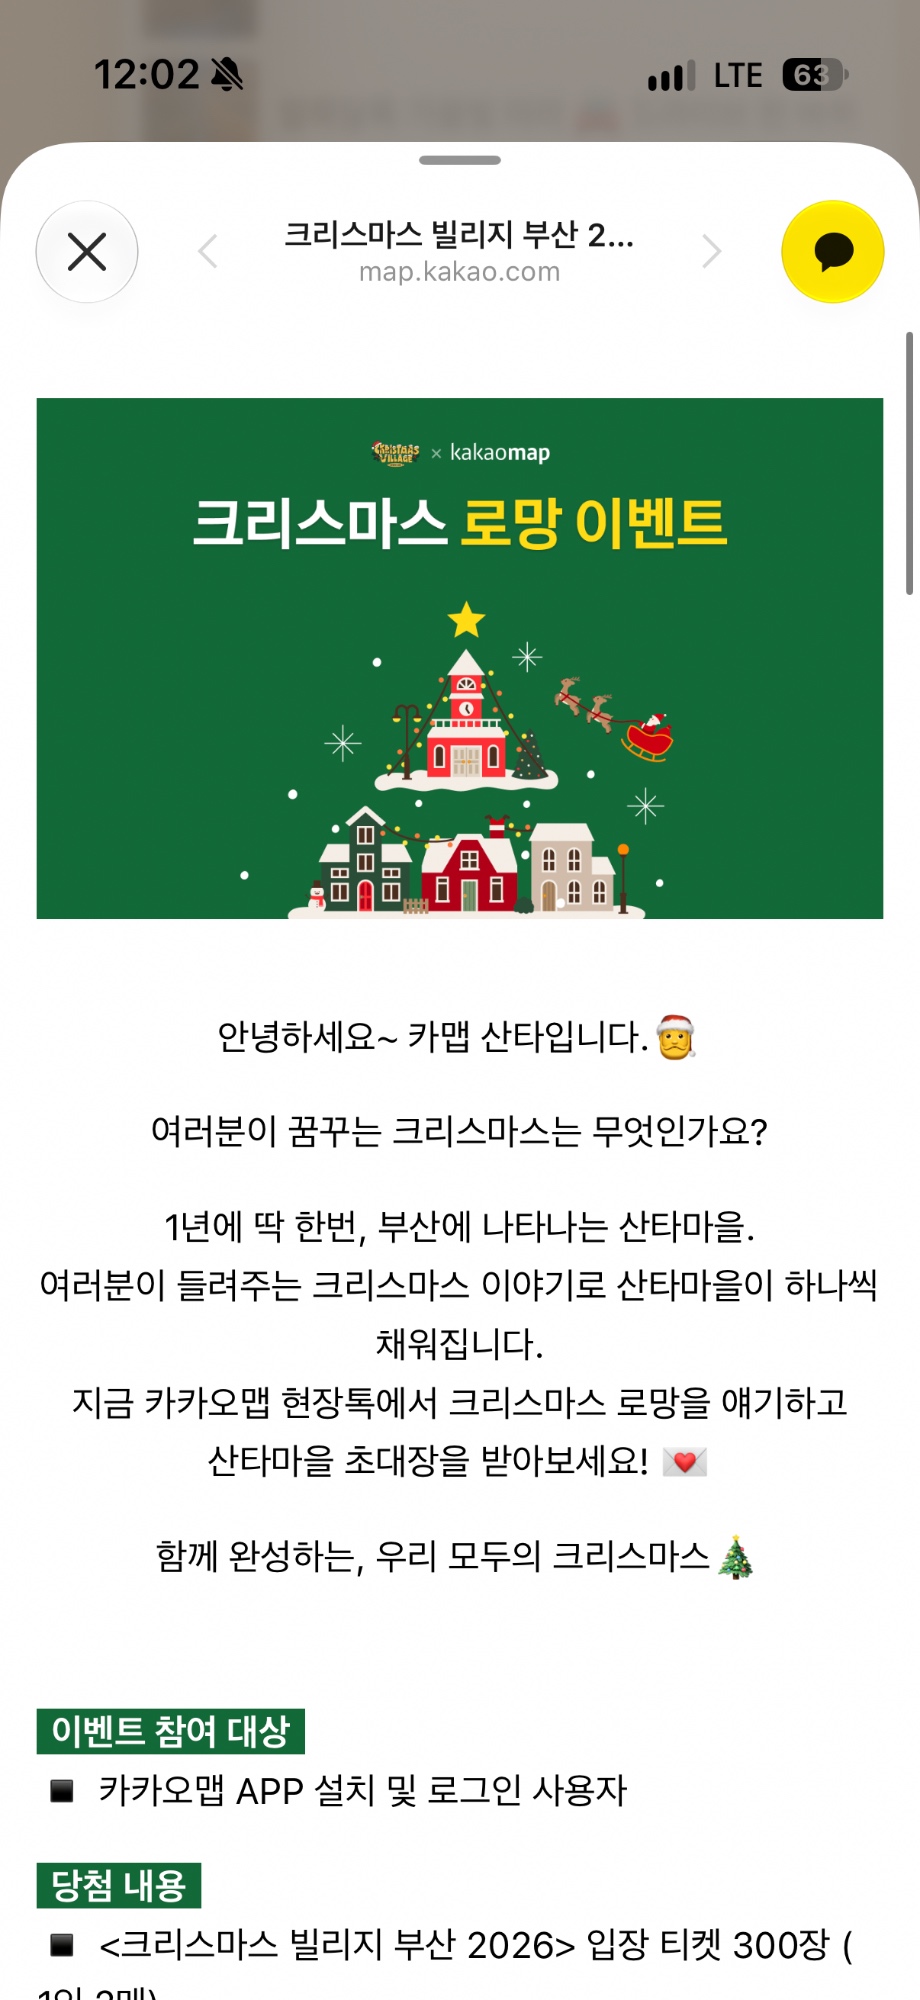 12:02
LTE
63
크리스마스 빌리지 부산 2...
map.kakao.com
CHRISTMAS VILLAGE × kakaomap
크리스마스 로망 이벤트
안녕하세요~ 카맵 산타입니다.🎅
여러분이 꿈꾸는 크리스마스는 무엇인가요?
1년에 딱 한번, 부산에 나타나는 산타마을.
여러분이 들려주는 크리스마스 이야기로 산타마을이 하나씩
채워집니다.
지금 카카오맵 현장톡에서 크리스마스 로망을 얘기하고
산타마을 초대장을 받아보세요! 💌
함께 완성하는, 우리 모두의 크리스마스🎄
이벤트 참여 대상
◾ 카카오맵 APP 설치 및 로그인 사용자
당첨 내용
◾ <크리스마스 빌리지 부산 2026> 입장 티켓 300장 (